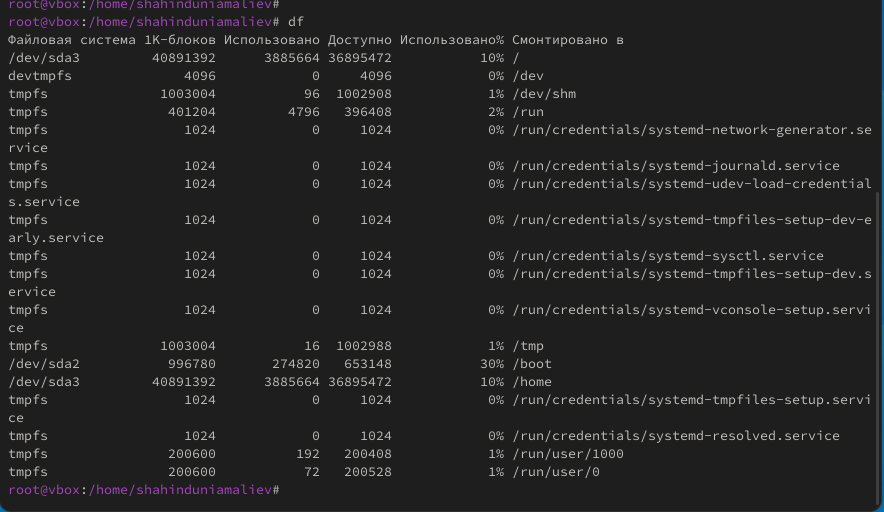 root@vbox:/home/shahinduniamaliev#
root@vbox:/home/shahinduniamaliev# df
Файловая система 1K-блоков Использовано Доступно Использовано% Смонтировано в
/dev/sda3         40891392      3885664 36895472           10% /
devtmpfs              4096            0     4096            0% /dev
tmpfs              1003004           96  1002908            1% /dev/shm
tmpfs               401204         4796   396408            2% /run
tmpfs                 1024            0     1024            0% /run/credentials/systemd-network-generator.se
rvice
tmpfs                 1024            0     1024            0% /run/credentials/systemd-journald.service
tmpfs                 1024            0     1024            0% /run/credentials/systemd-udev-load-credential
s.service
tmpfs                 1024            0     1024            0% /run/credentials/systemd-tmpfiles-setup-dev-e
arly.service
tmpfs                 1024            0     1024            0% /run/credentials/systemd-sysctl.service
tmpfs                 1024            0     1024            0% /run/credentials/systemd-tmpfiles-setup-dev.s
ervice
tmpfs                 1024            0     1024            0% /run/credentials/systemd-vconsole-setup.servi
ce
tmpfs              1003004           16  1002988            1% /tmp
/dev/sda2           996780       274820   653148           30% /boot
/dev/sda3         40891392      3885664 36895472           10% /home
tmpfs                 1024            0     1024            0% /run/credentials/systemd-tmpfiles-setup.servi
ce
tmpfs                 1024            0     1024            0% /run/credentials/systemd-resolved.service
tmpfs               200600          192   200408            1% /run/user/1000
tmpfs               200600           72   200528            1% /run/user/0
root@vbox:/home/shahinduniamaliev#